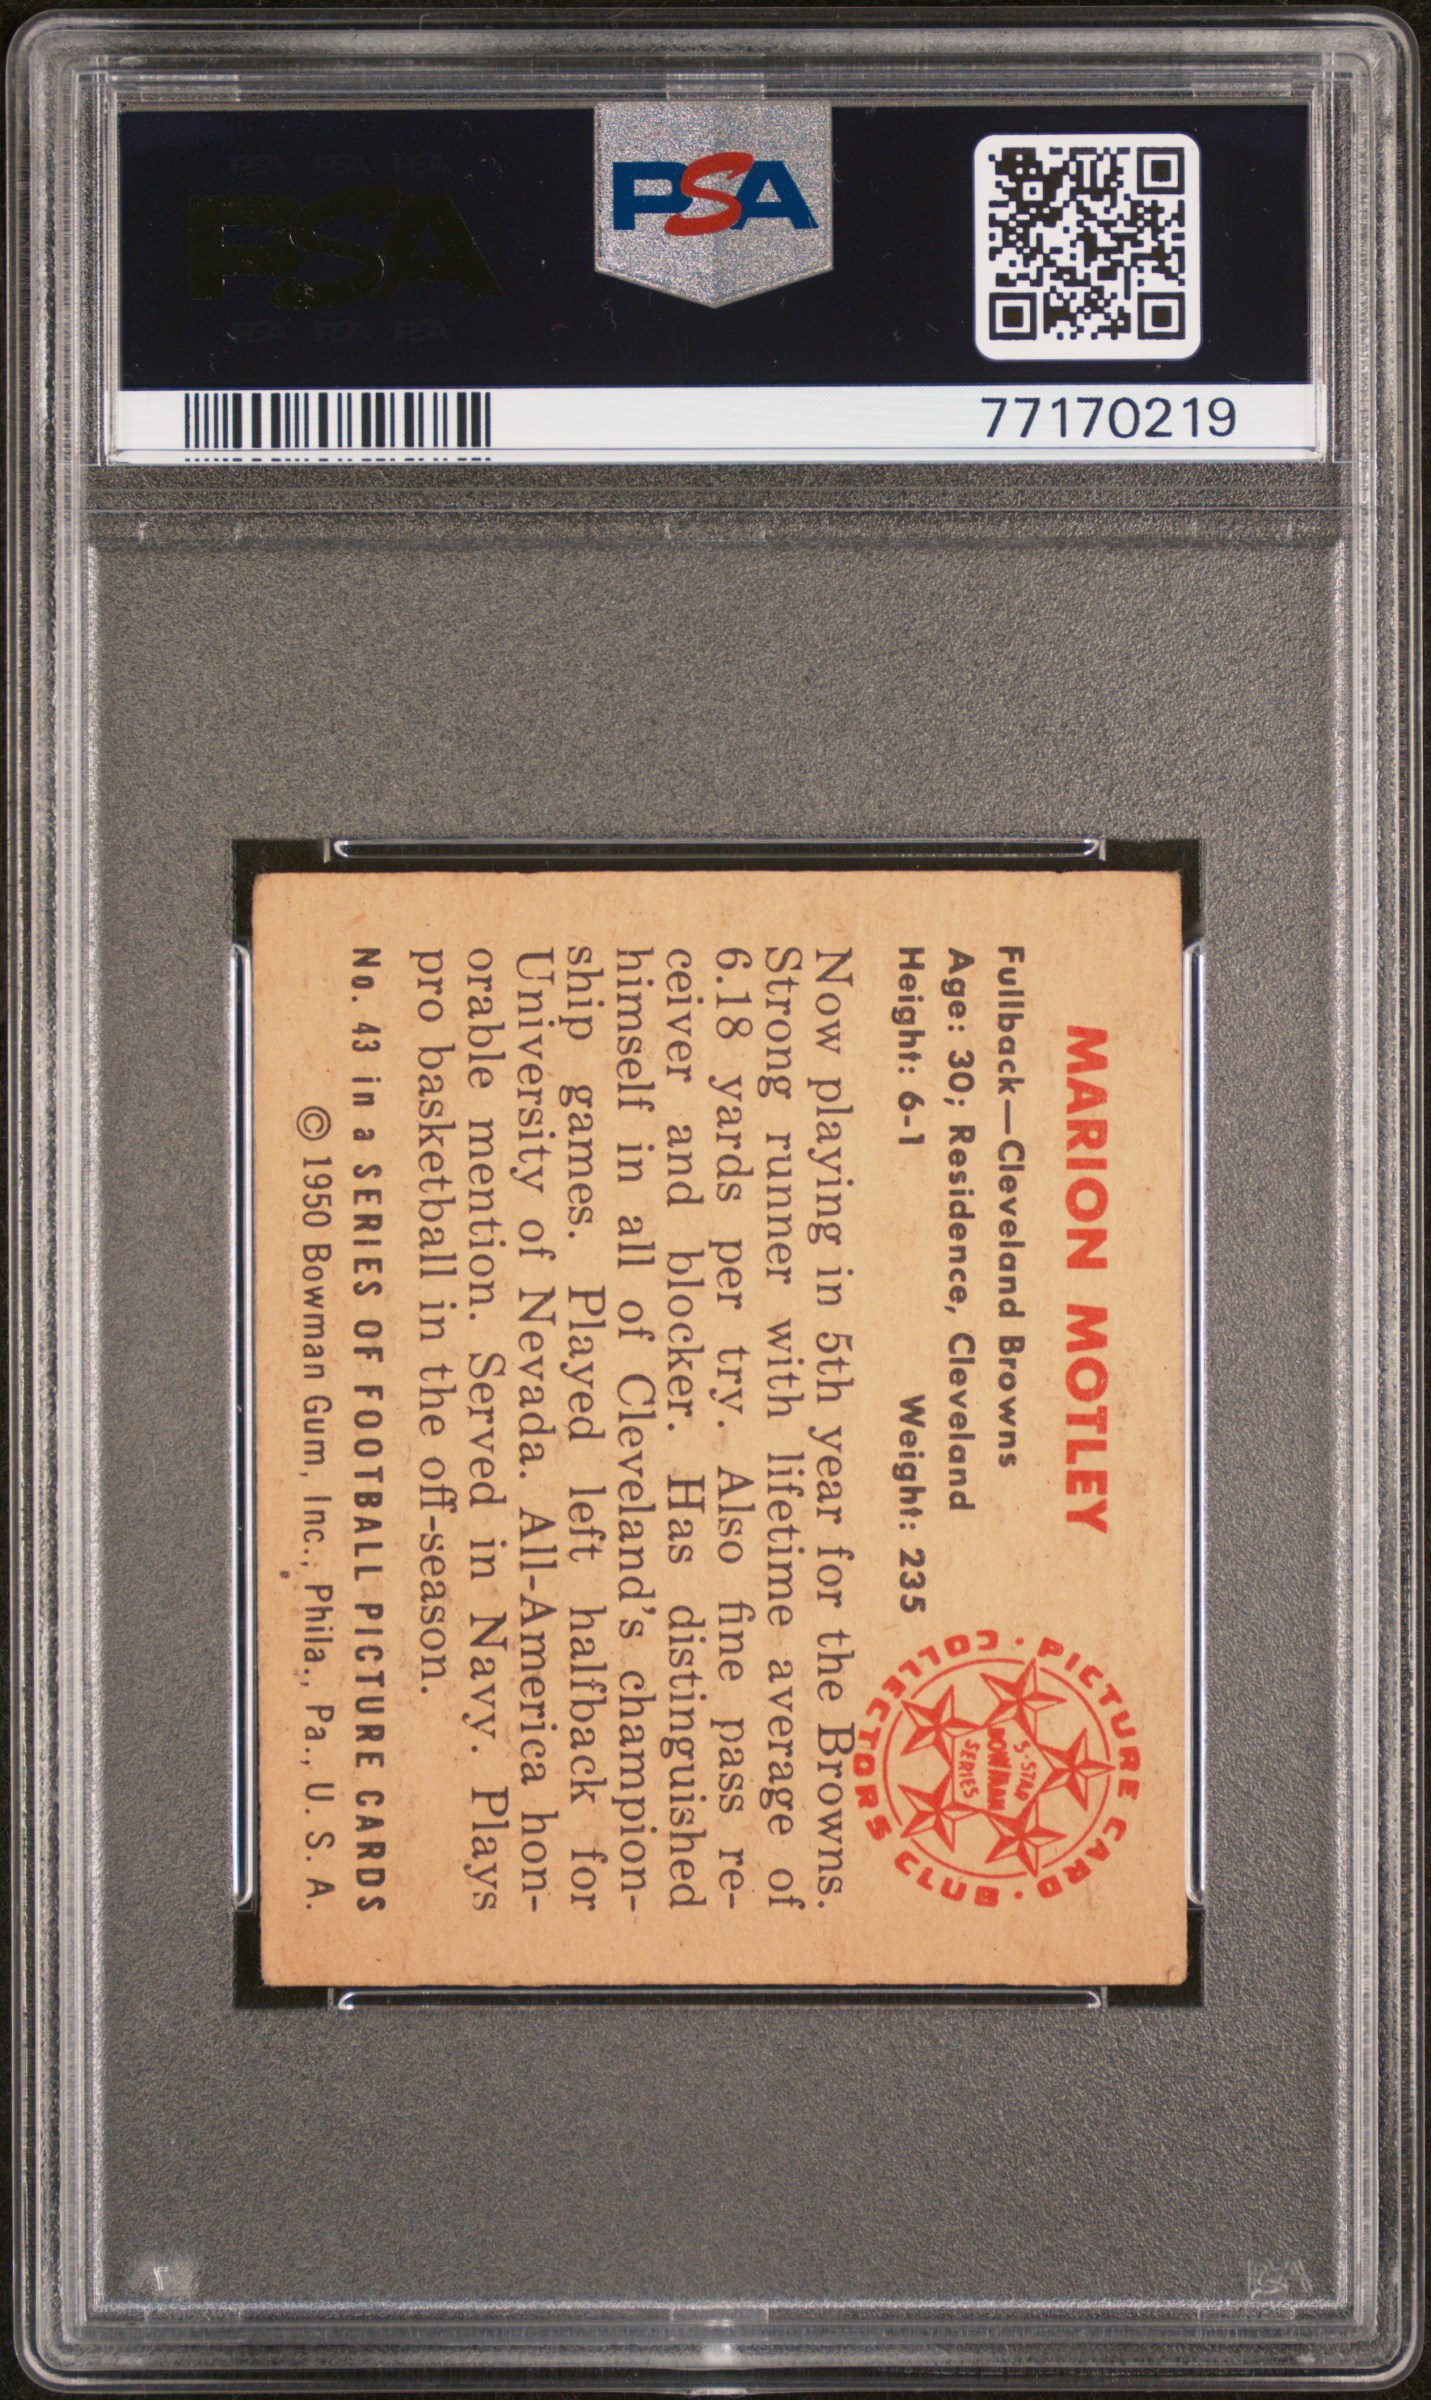 PSA
PSA
77170219
MARION MOTLEY
Fullback—Cleveland Browns
Age: 30; Residence, Cleveland
Height: 6-1 Weight: 235
PICTURE CARD · COLLECTORS CLUB ·
5-STAR
BOWMAN
SERIES
Now playing in 5th year for the Browns.
Strong runner with lifetime average of
6.18 yards per try. Also fine pass re-
ceiver and blocker. Has distinguished
himself in all of Cleveland's champion-
ship games. Played left halfback for
University of Nevada. All-America hon-
orable mention. Served in Navy. Plays
pro basketball in the off-season.
No. 43 in a SERIES OF FOOTBALL PICTURE CARDS
© 1950 Bowman Gum, Inc., Phila., Pa., U. S. A.
PSA